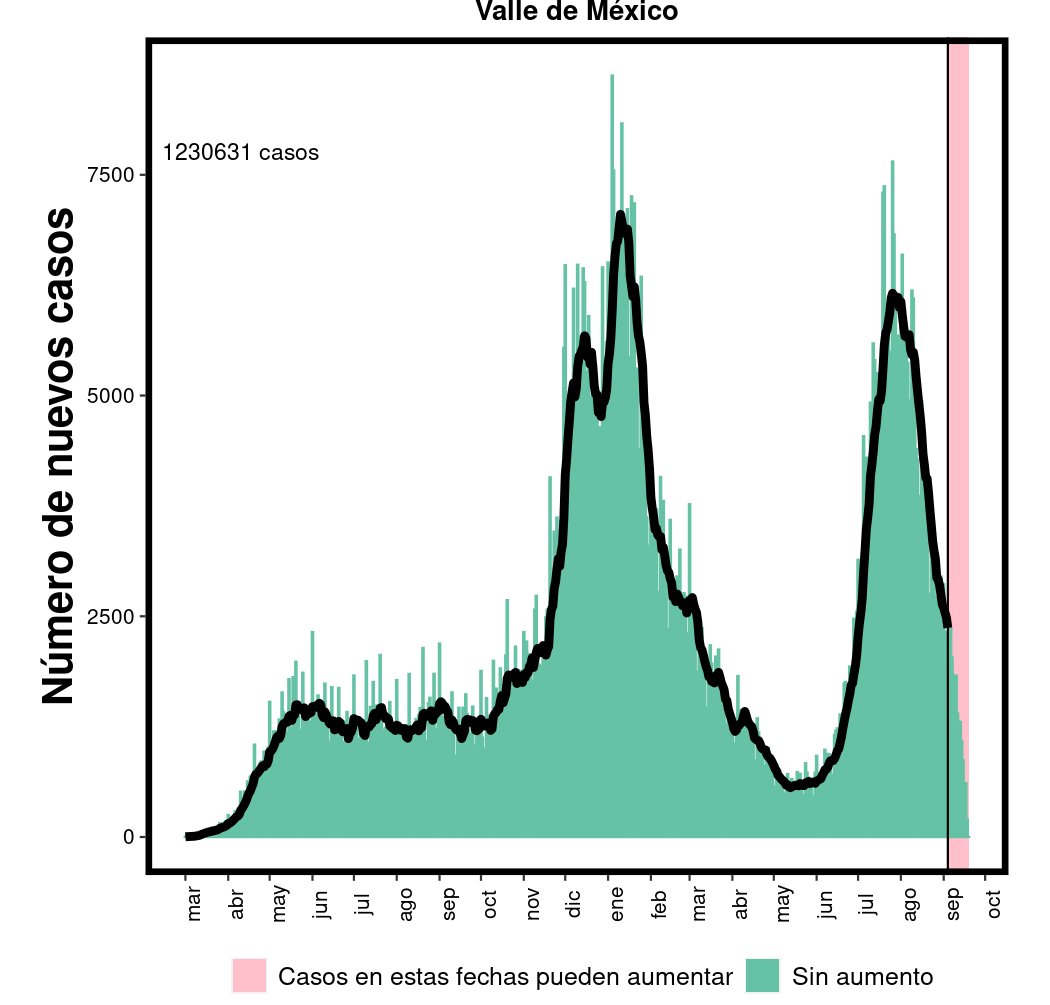 Valle de México
1230631 casos
Número de nuevos casos
7500
5000
2500
0
mar abr may jun jul ago sep oct nov dic ene feb mar abr may jun jul ago sep oct
Casos en estas fechas pueden aumentar Sin aumento